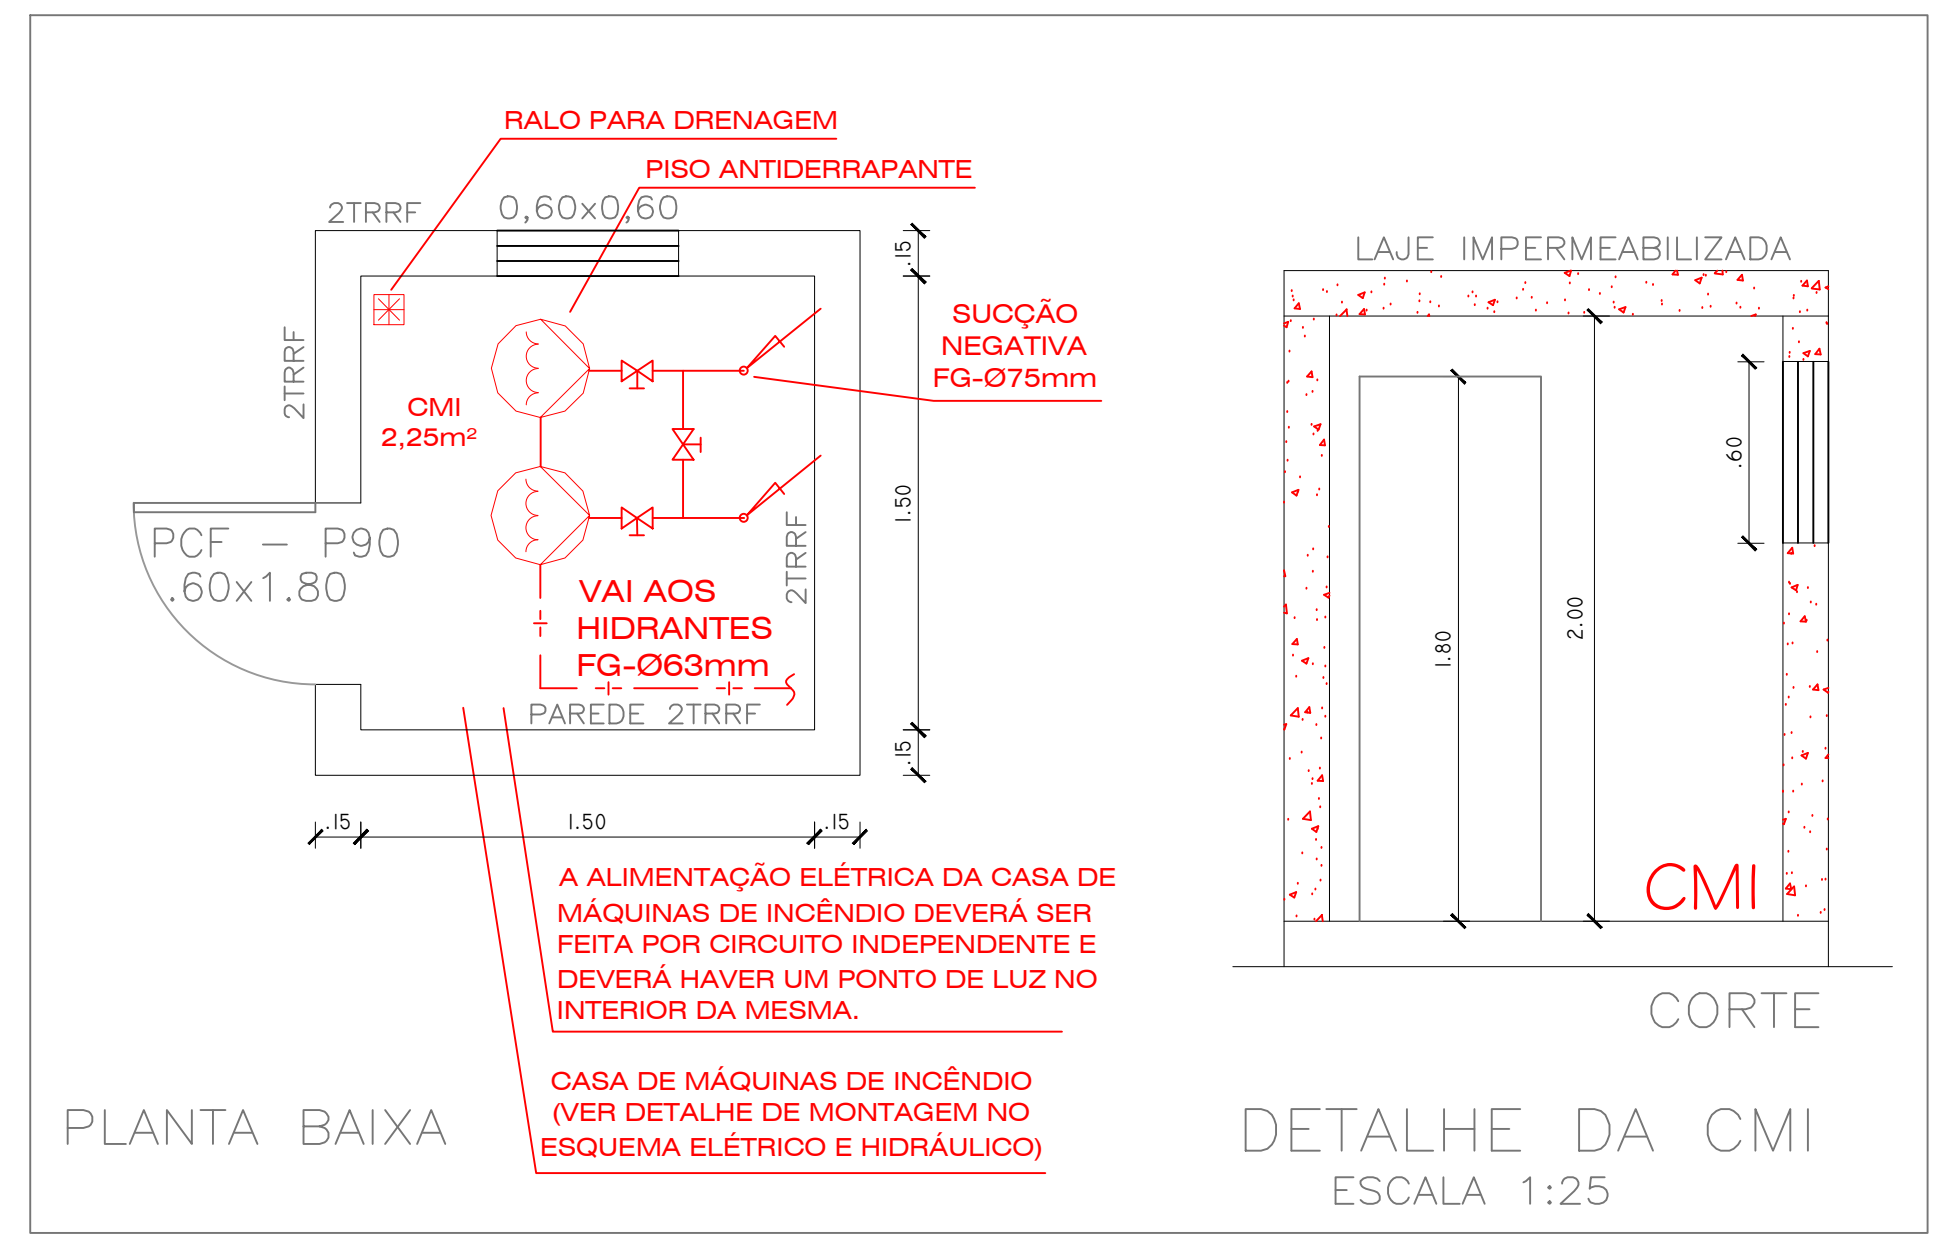 RALO PARA DRENAGEM
PISO ANTIDERRAPANTE
2TRRF
0,60x0,60
.15
2TRRF
CMI
2,25m²
SUCÇÃO
NEGATIVA
FG-Ø75mm
1.50
PCF - P90
.60x1.80
2TRRF
VAI AOS
HIDRANTES
FG-Ø63mm
PAREDE 2TRRF
.15
.15
1.50
.15
A ALIMENTAÇÃO ELÉTRICA DA CASA DE
MÁQUINAS DE INCÊNDIO DEVERÁ SER
FEITA POR CIRCUITO INDEPENDENTE E
DEVERÁ HAVER UM PONTO DE LUZ NO
INTERIOR DA MESMA.
CASA DE MÁQUINAS DE INCÊNDIO
(VER DETALHE DE MONTAGEM NO
ESQUEMA ELÉTRICO E HIDRÁULICO)
PLANTA BAIXA
LAJE IMPERMEABILIZADA
.60
1.80
2.00
CMI
CORTE
DETALHE DA CMI
ESCALA 1:25